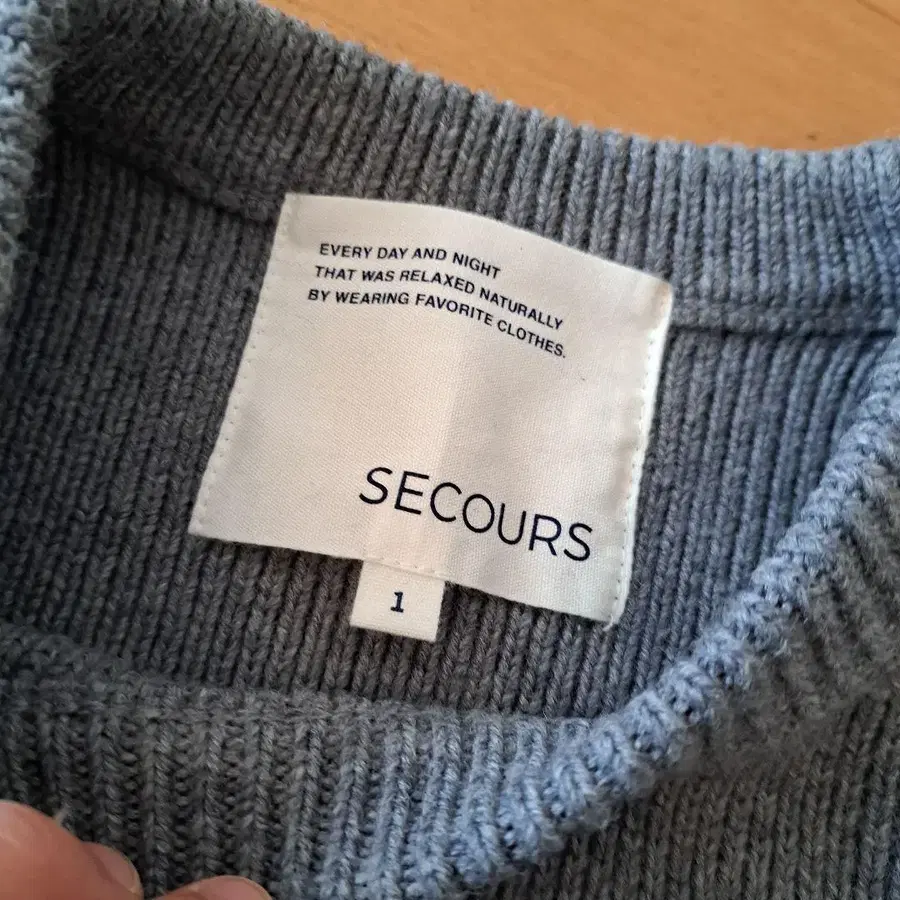 EVERY DAY AND NIGHT
THAT WAS RELAXED NATURALLY
BY WEARING FAVORITE CLOTHES.
SECOURS
1